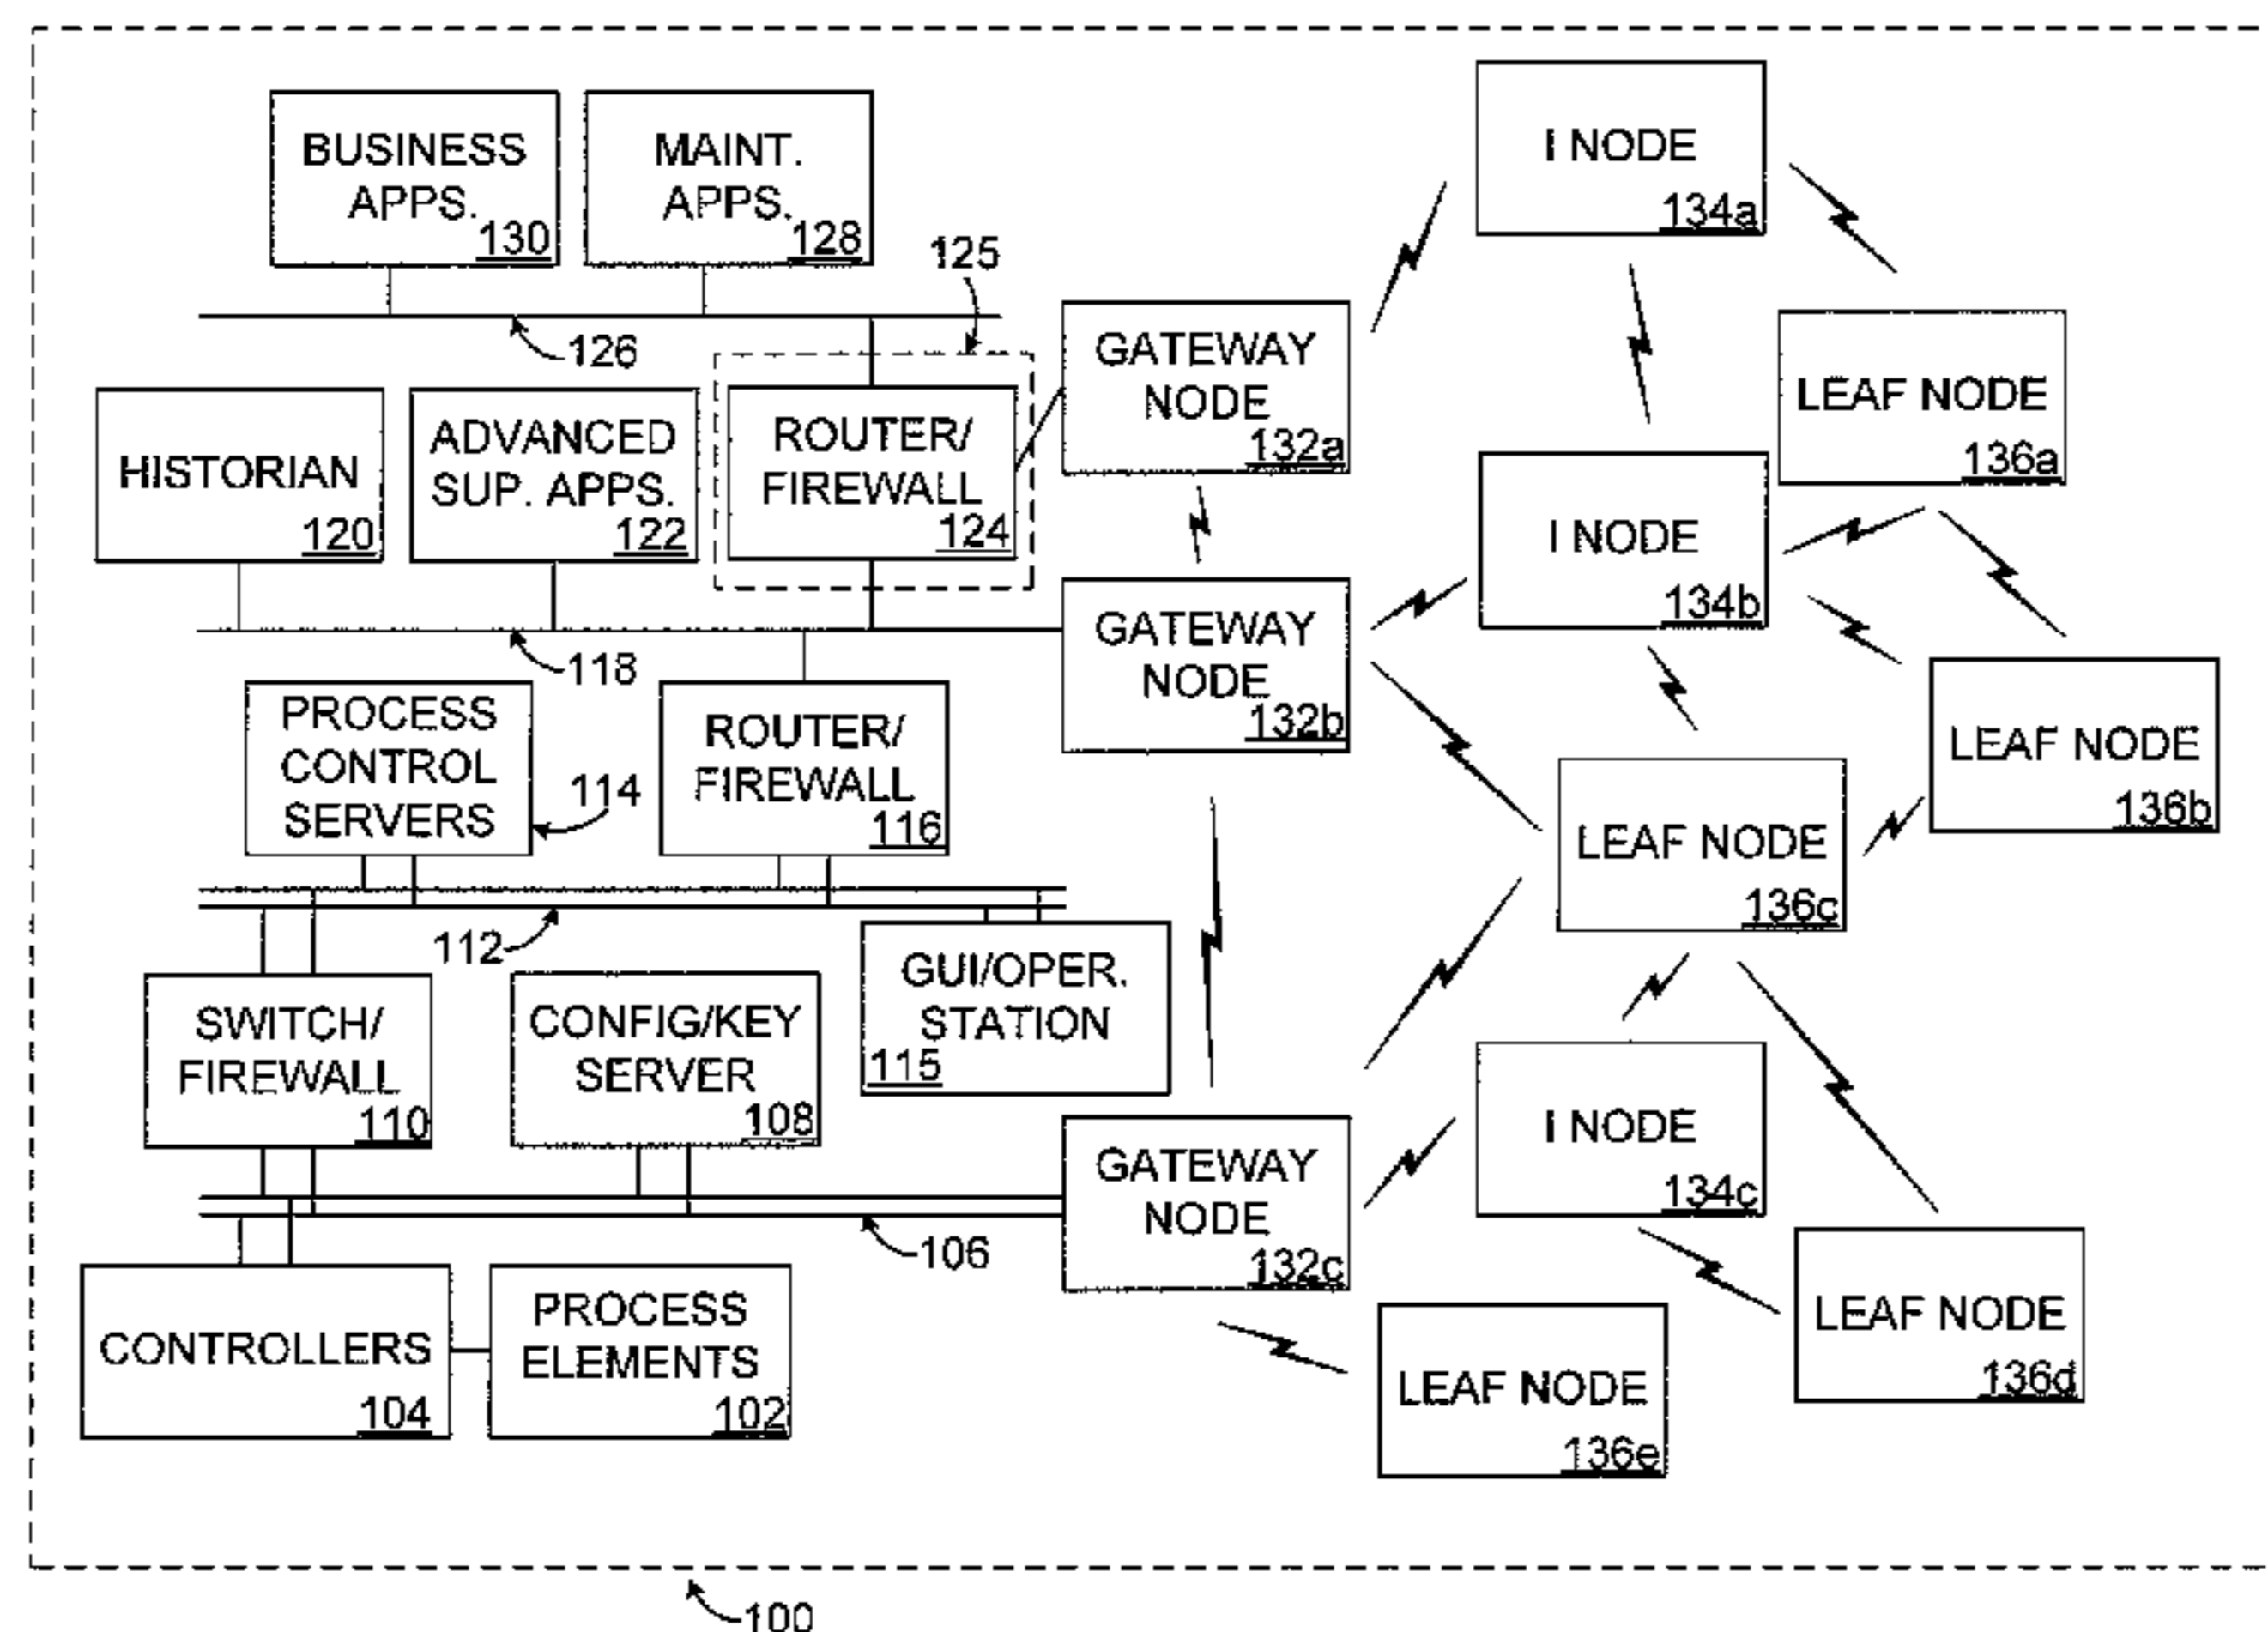 BUSINESS
APPS.
130
MAINT.
APPS.
128
125
126
HISTORIAN
120
ADVANCED
SUP. APPS.
122
ROUTER/
FIREWALL
124
118
PROCESS
CONTROL
SERVERS
114
ROUTER/
FIREWALL
116
112
GUI/OPER.
STATION
115
SWITCH/
FIREWALL
110
CONFIG/KEY
SERVER
108
106
CONTROLLERS
104
PROCESS
ELEMENTS
102
GATEWAY
NODE
132a
GATEWAY
NODE
132b
GATEWAY
NODE
132c
I NODE
134a
LEAF NODE
136a
I NODE
134b
LEAF NODE
136b
LEAF NODE
136c
I NODE
134c
LEAF NODE
136d
LEAF NODE
136e
100